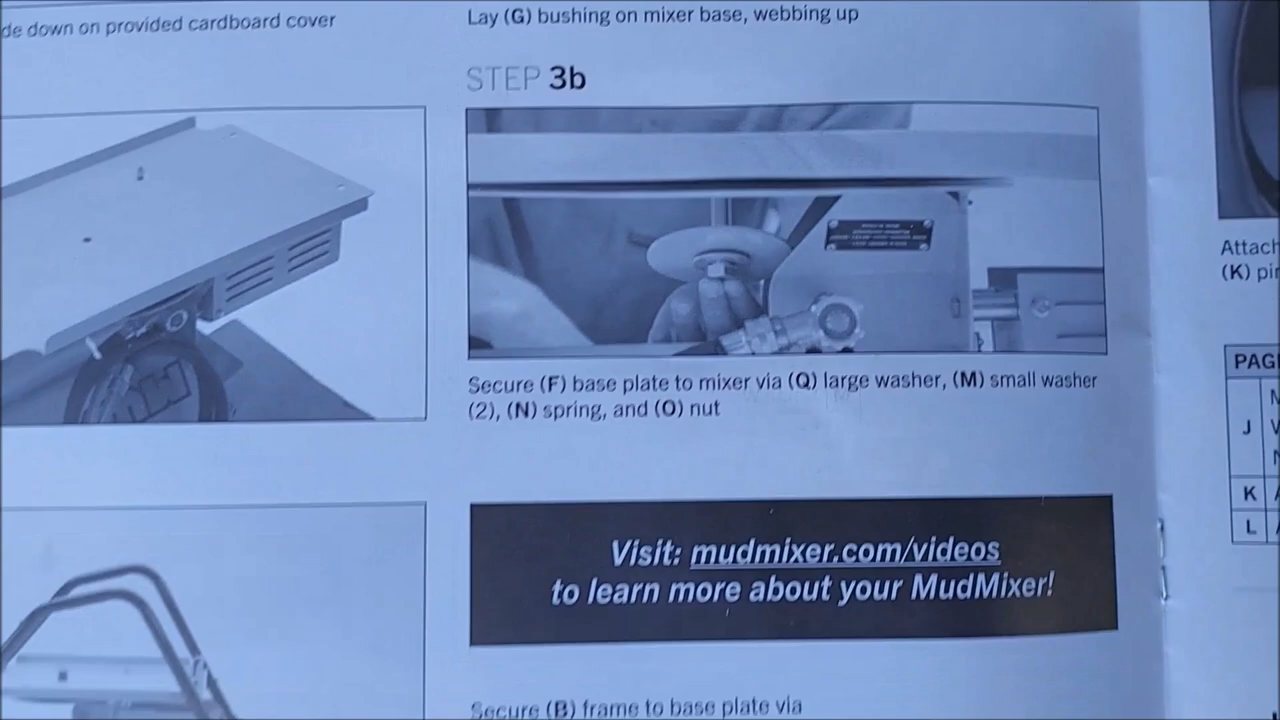 de down on provided cardboard cover
Lay (G) bushing on mixer base, webbing up
STEP 3b
Secure (F) base plate to mixer via (Q) large washer, (M) small washer
(2), (N) spring, and (O) nut
Visit: mudmixer.com/videos
to learn more about your MudMixer!
Secure (B) frame to base plate via
Attach
(K) pin
PAG
J
K
L